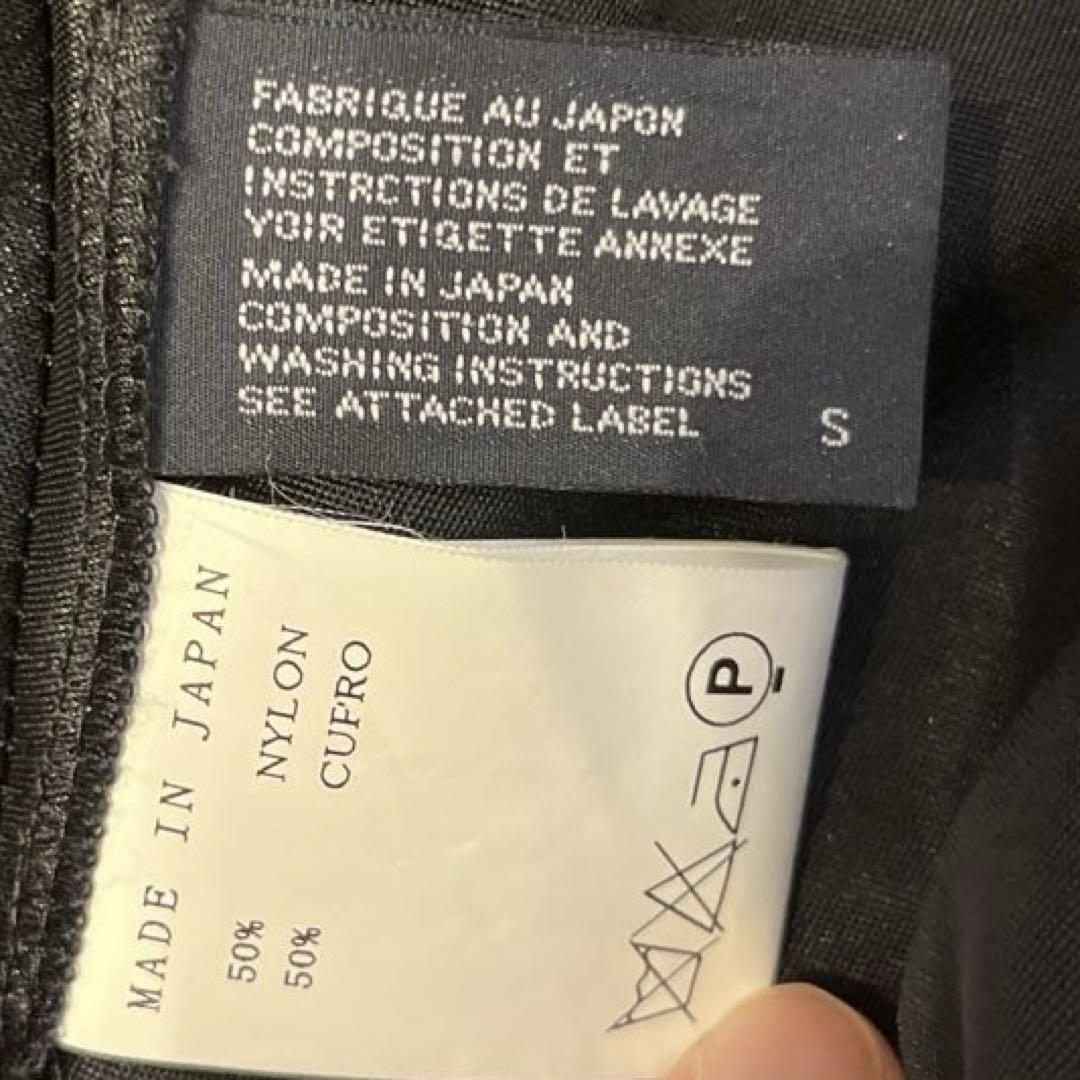 FABRIQUE AU JAPON
COMPOSITION ET
INSTRCTIONS DE LAVAGE
VOIR ETIQETTE ANNEXE
MADE IN JAPAN
COMPOSITION AND
WASHING INSTRUCTIONS
SEE ATTACHED LABEL
S
MADE IN JAPAN
50% NYLON
50% CUPRO
P